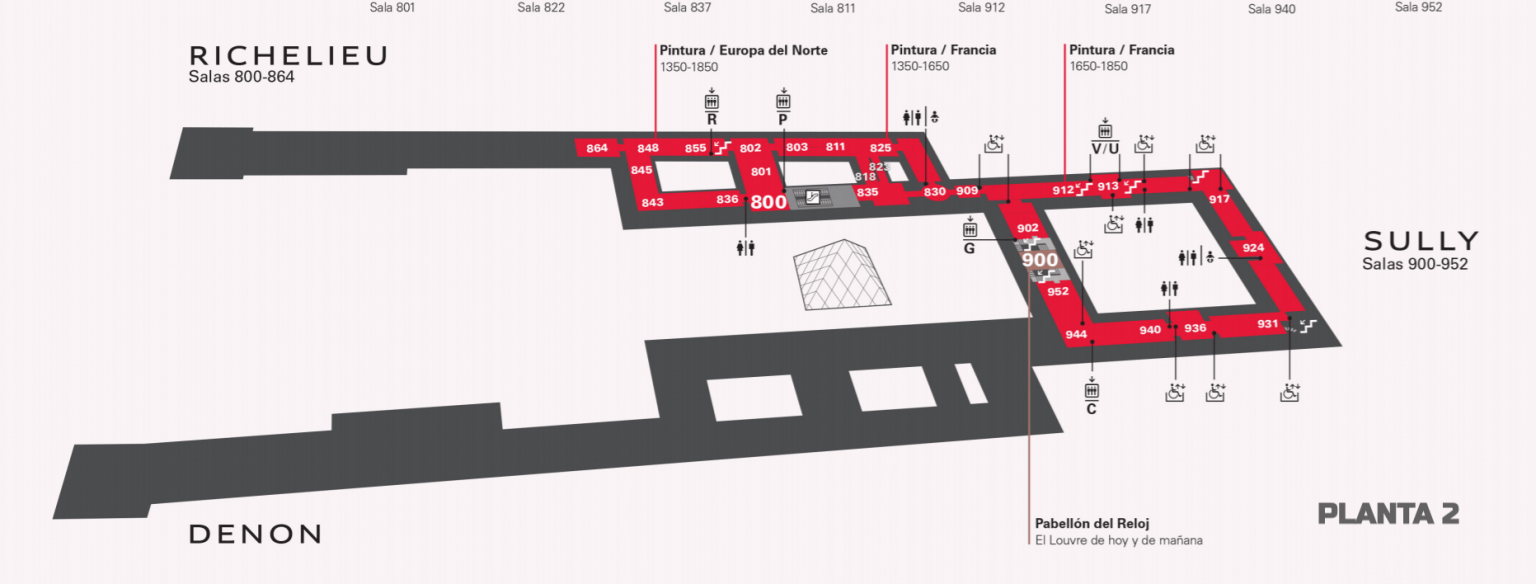 Sala 801
Sala 822
Sala 837
Sala 811
Sala 912
Sala 917
Sala 940
Sala 952
RICHELIEU
Salas 800-864
Pintura / Europa del Norte
1350-1850
Pintura / Francia
1350-1650
Pintura / Francia
1650-1850
R
P
V/U
864
848
855
802
803
811
825
845
801
818
843
836
800
835
830
909
912
913
917
G
902
900
924
952
944
940
936
931
C
SULLY
Salas 900-952
DENON
Pabellón del Reloj
El Louvre de hoy y de mañana
PLANTA 2